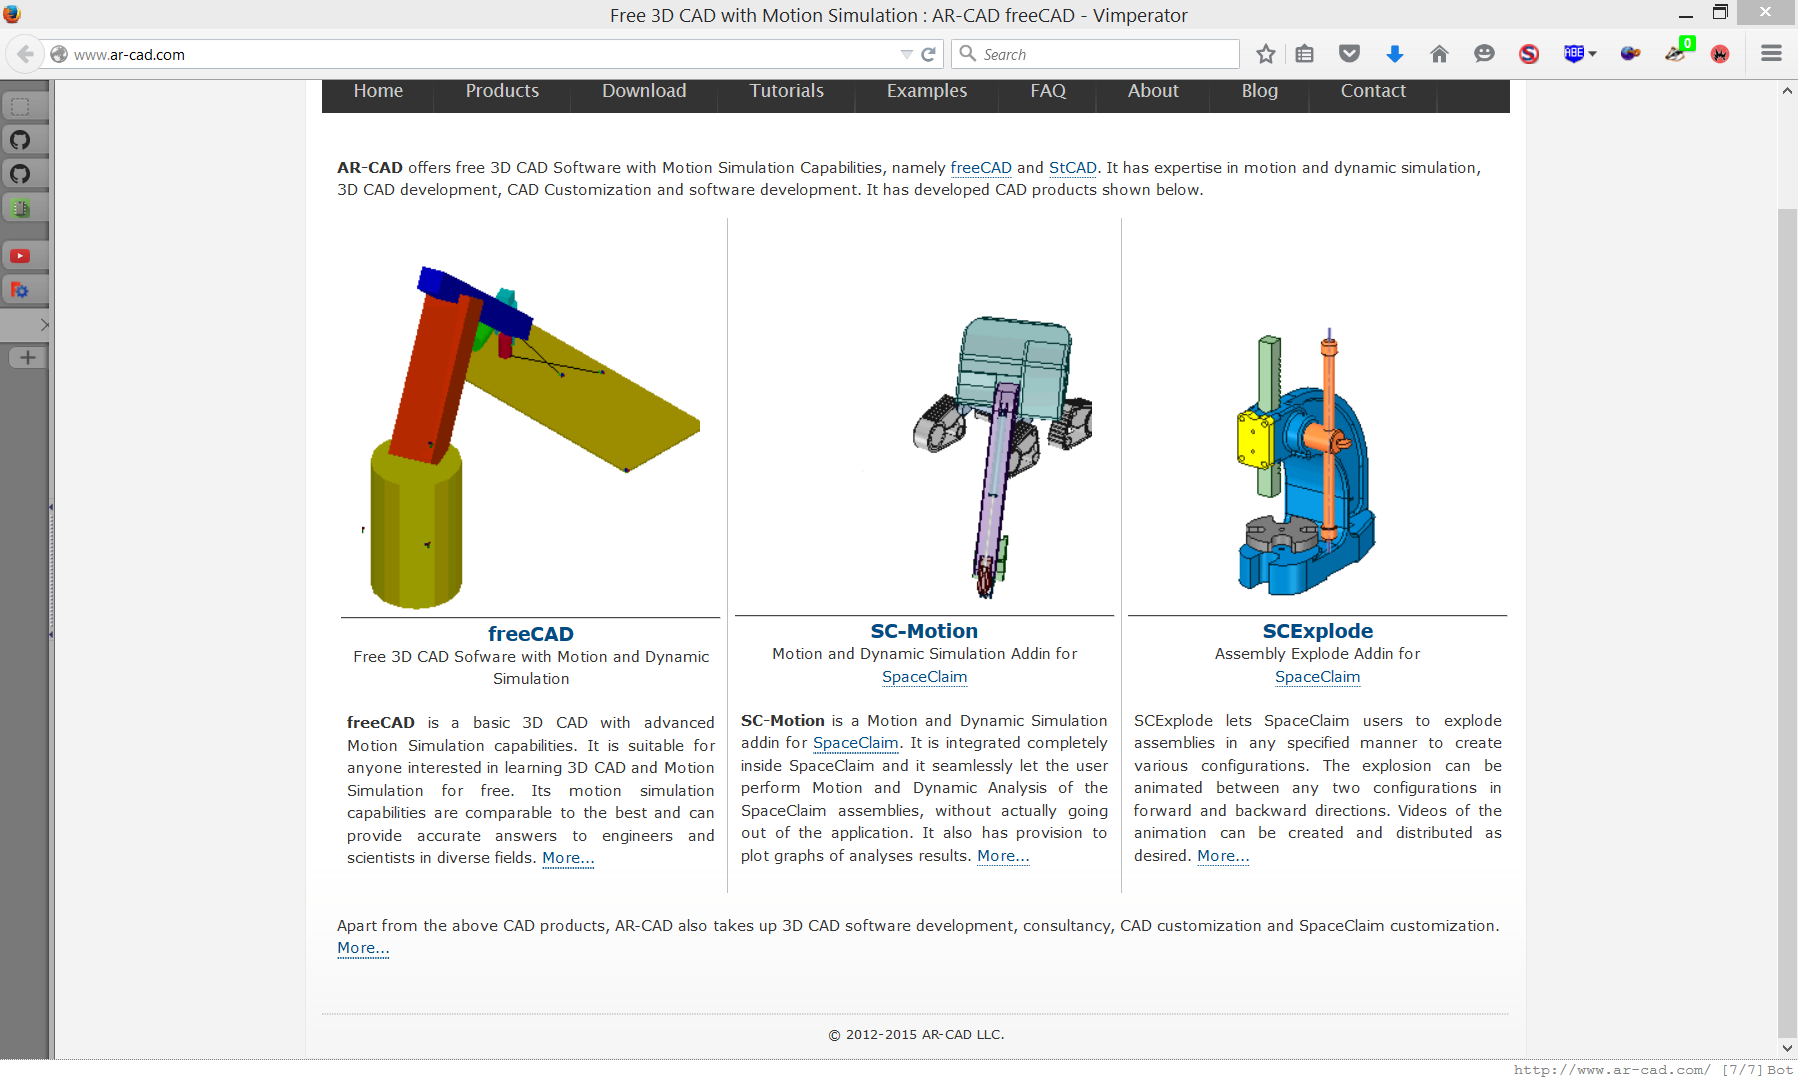 Free 3D CAD with Motion Simulation : AR-CAD freeCAD - Vimperator
www.ar-cad.com
Search
ABE
0
Home Products Download Tutorials Examples FAQ About Blog Contact
AR-CAD offers free 3D CAD Software with Motion Simulation Capabilities, namely freeCAD and StCAD. It has expertise in motion and dynamic simulation,
3D CAD development, CAD Customization and software development. It has developed CAD products shown below.
freeCAD
Free 3D CAD Sofware with Motion and Dynamic
Simulation
freeCAD is a basic 3D CAD with advanced
Motion Simulation capabilities. It is suitable for
anyone interested in learning 3D CAD and Motion
Simulation for free. Its motion simulation
capabilities are comparable to the best and can
provide accurate answers to engineers and
scientists in diverse fields. More...
SC-Motion
Motion and Dynamic Simulation Addin for
SpaceClaim
SC-Motion is a Motion and Dynamic Simulation
addin for SpaceClaim. It is integrated completely
inside SpaceClaim and it seamlessly let the user
perform Motion and Dynamic Analysis of the
SpaceClaim assemblies, without actually going
out of the application. It also has provision to
plot graphs of analyses results. More...
SCExplode
Assembly Explode Addin for
SpaceClaim
SCExplode lets SpaceClaim users to explode
assemblies in any specified manner to create
various configurations. The explosion can be
animated between any two configurations in
forward and backward directions. Videos of the
animation can be created and distributed as
desired. More...
Apart from the above CAD products, AR-CAD also takes up 3D CAD software development, consultancy, CAD customization and SpaceClaim customization.
More...
© 2012-2015 AR-CAD LLC.
http://www.ar-cad.com/ [7/7] Bot